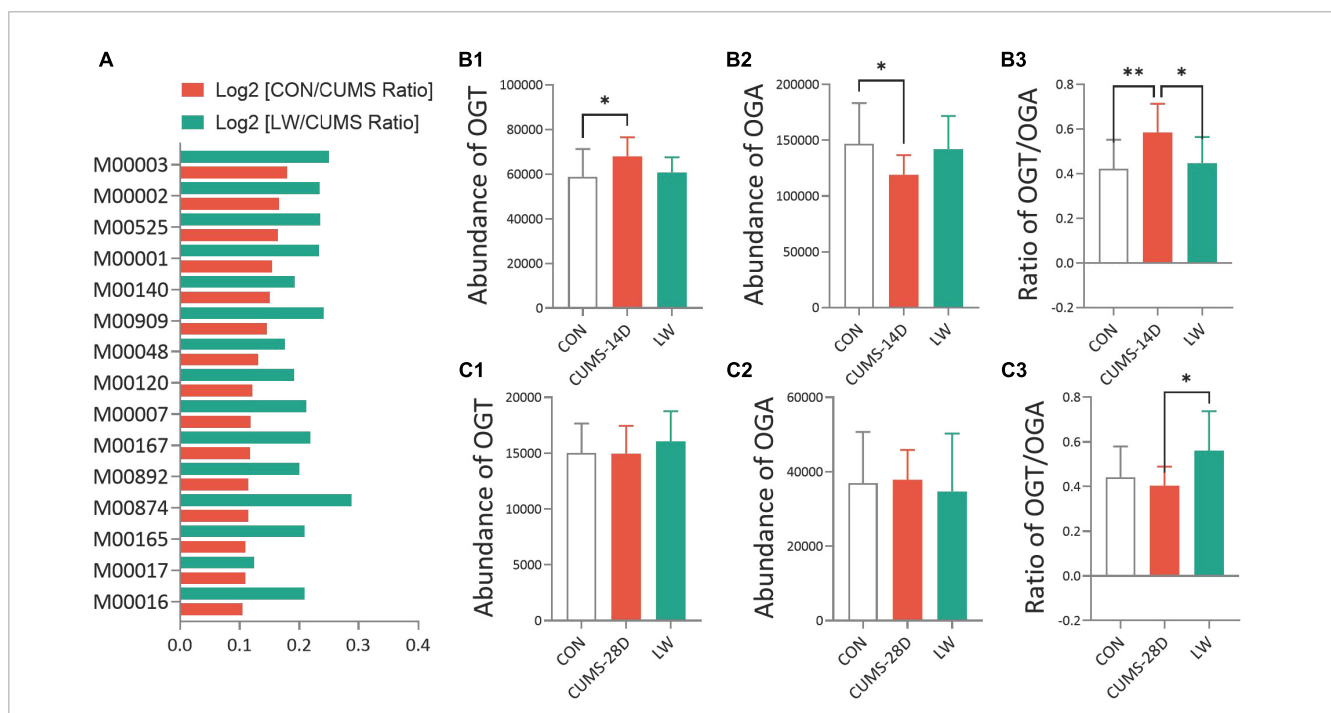 A
Log2 [CON/CUMS Ratio]
Log2 [LW/CUMS Ratio]
M00003
M00002
M00525
M00001
M00140
M00909
M00048
M00120
M00007
M00167
M00892
M00874
M00165
M00017
M00016
0.0 0.1 0.2 0.3 0.4
B1
Abundance of OGT
100000
80000
60000
40000
20000
0
*
CON CUMS-14D LW
B2
Abundance of OGA
200000
150000
100000
50000
0
*
CON CUMS-14D LW
B3
Ratio of OGT/OGA
0.8
0.6
0.4
0.2
0.0
-0.2
** *
CON CUMS-14D LW
C1
Abundance of OGT
20000
15000
10000
5000
0
CON CUMS-28D LW
C2
Abundance of OGA
60000
40000
20000
0
CON CUMS-28D LW
C3
Ratio of OGT/OGA
0.8
0.6
0.4
0.2
0.0
-0.2
*
CON CUMS-28D LW